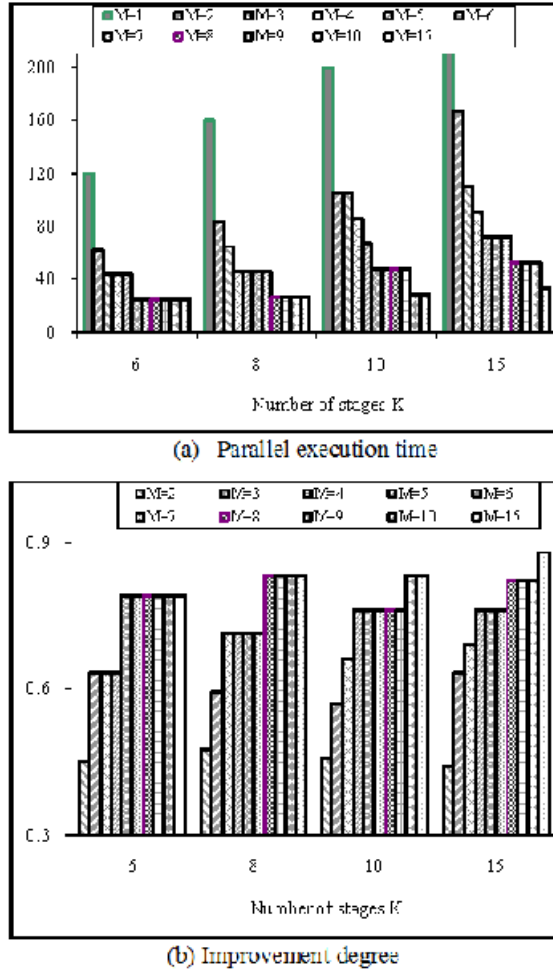 M=1 M=2 M=3 M=4 M=5 M=6
M=7 M=8 M=9 M=10 M=15
200
160
120
80
40
0
6 8 10 15
Number of stages K
(a) Parallel execution time
M=2 M=3 M=4 M=5 M=6
M=7 M=8 M=9 M=10 M=15
0.9
0.6
0.3
8 10 15
Number of stages K
(b) Improvement degree